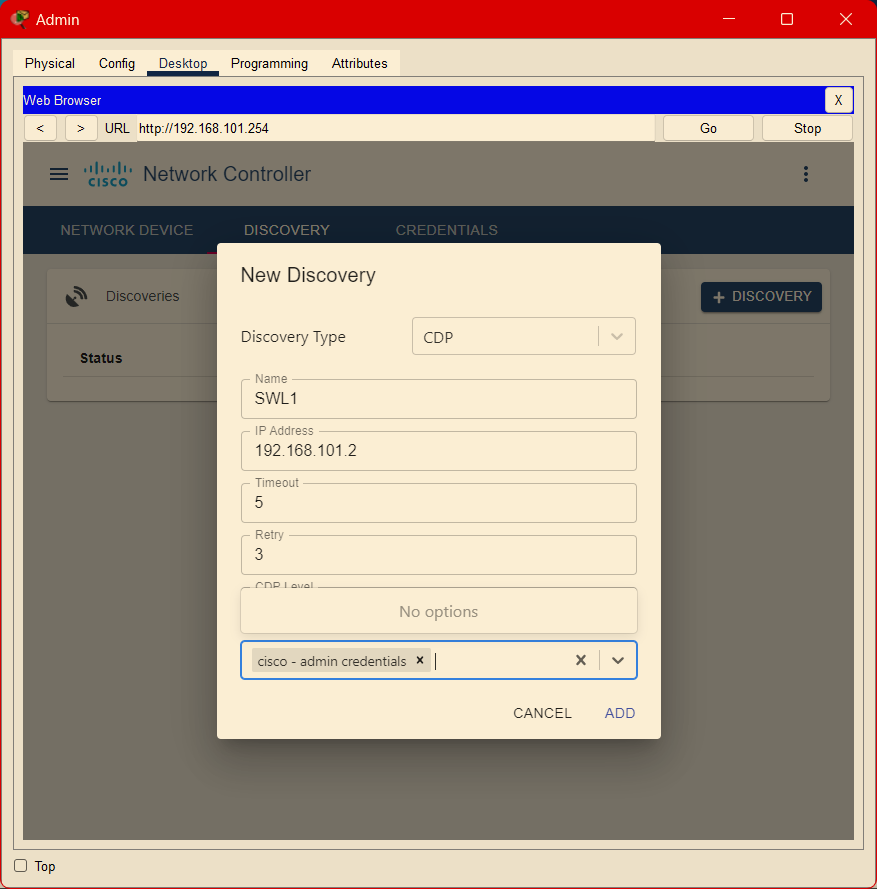 Admin
Physical Config Desktop Programming Attributes
Web Browser X
< > URL http://192.168.101.254 Go Stop
CISCO Network Controller
NETWORK DEVICE DISCOVERY CREDENTIALS
New Discovery
Discoveries + DISCOVERY
Discovery Type CDP
Status
Name
SWL1
IP Address
192.168.101.2
Timeout
5
Retry
3
CDP Level
No options
cisco - admin credentials ×
CANCEL ADD
Top